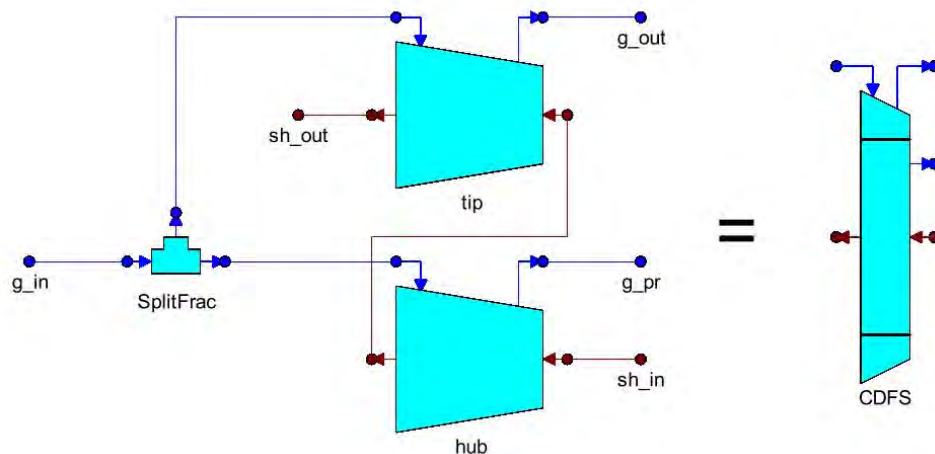 g_out
sh_out
tip
g_in
SplitFrac
g_pr
=
sh_in
hub
CDFS